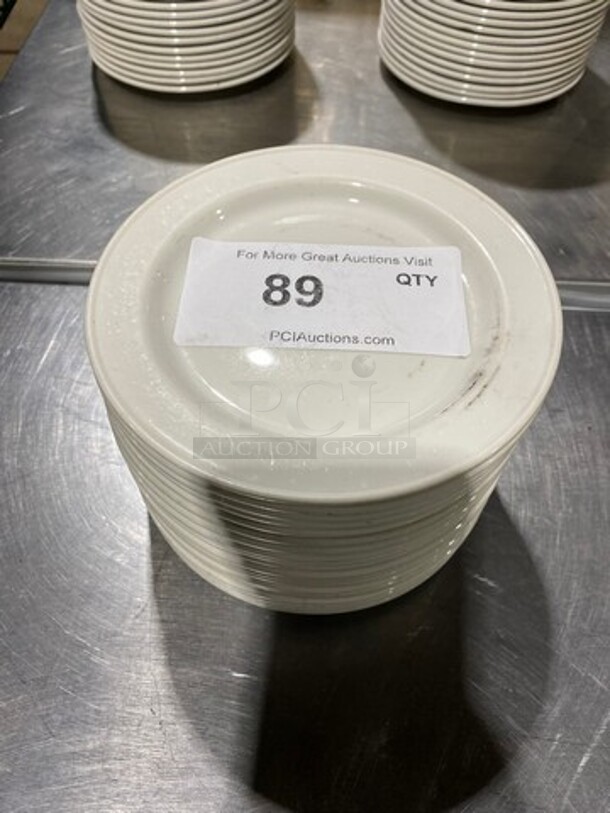 For More Great Auctions Visit
89 QTY
PCIAuctions.com
PCI
AUCTION GROUP